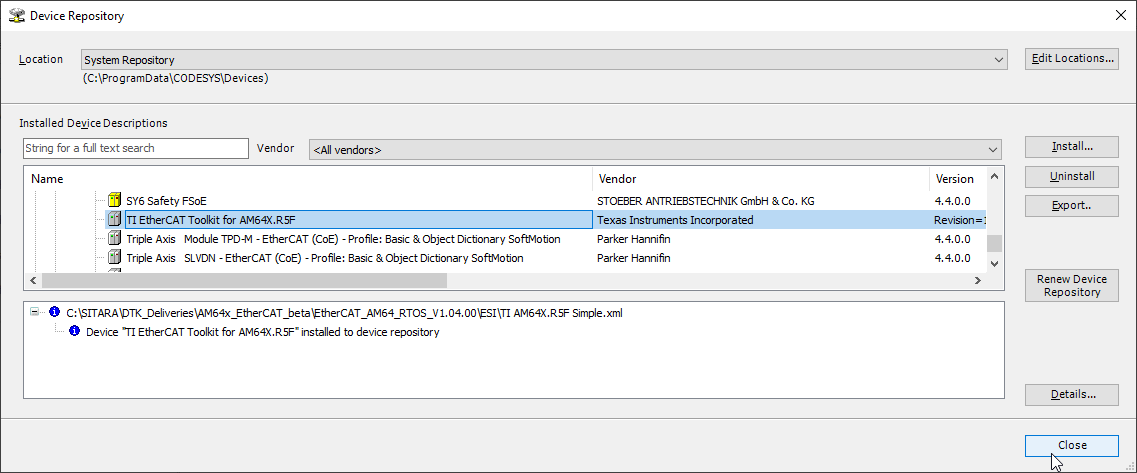 Device Repository
Location
System Repository
Edit Locations...
(C:\ProgramData\CODESYS\Devices)
Installed Device Descriptions
String for a full text search
Vendor
<All vendors>
Install...
Name
Vendor
Version
Uninstall
SY6 Safety FSoE
STOEBER ANTRIEBSTECHNIK GmbH & Co. KG
4.4.0.0
Export..
TI EtherCAT Toolkit for AM64X.R5F
Texas Instruments Incorporated
Revision=
Triple Axis Module TPD-M - EtherCAT (CoE) - Profile: Basic & Object Dictionary SoftMotion
Parker Hannifin
4.4.0.0
Triple Axis SLVDN - EtherCAT (CoE) - Profile: Basic & Object Dictionary SoftMotion
Parker Hannifin
4.4.0.0
Renew Device
Repository
C:\SITARA\DTK_Deliveries\AM64x_EtherCAT_beta\EtherCAT_AM64_RTOS_V1.04.00\ESI\TI AM64X.R5F Simple.xml
Device "TI EtherCAT Toolkit for AM64X.R5F" installed to device repository
Details...
Close